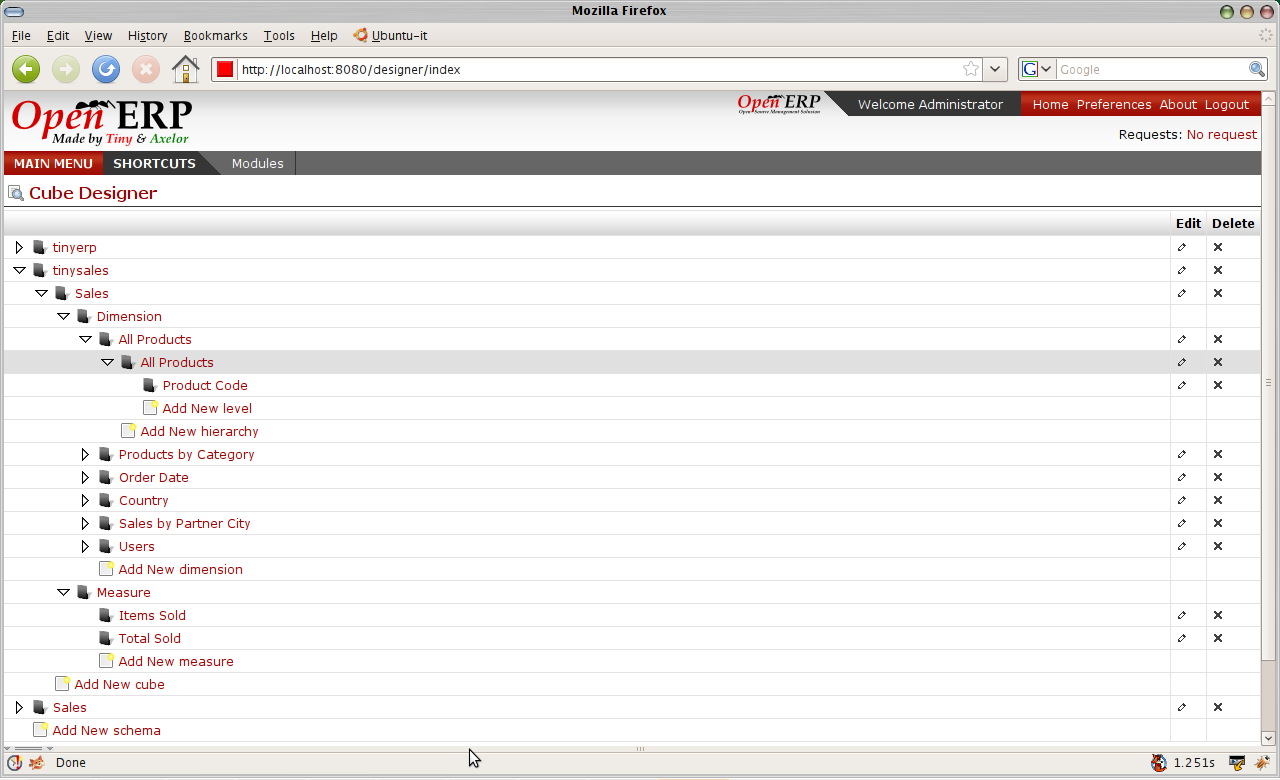 Mozilla Firefox
File Edit View History Bookmarks Tools Help Ubuntu-it
http://localhost:8080/designer/index
G Google
Open ERP
Made by Tiny & Axelor
Open ERP
Open Source Management Solution
Welcome Administrator
Home Preferences About Logout
Requests: No request
MAIN MENU SHORTCUTS Modules
Cube Designer
Edit Delete
tinyerp
tinysales
Sales
Dimension
All Products
All Products
Product Code
Add New level
Add New hierarchy
Products by Category
Order Date
Country
Sales by Partner City
Users
Add New dimension
Measure
Items Sold
Total Sold
Add New measure
Add New cube
Sales
Add New schema
Done 1.251s